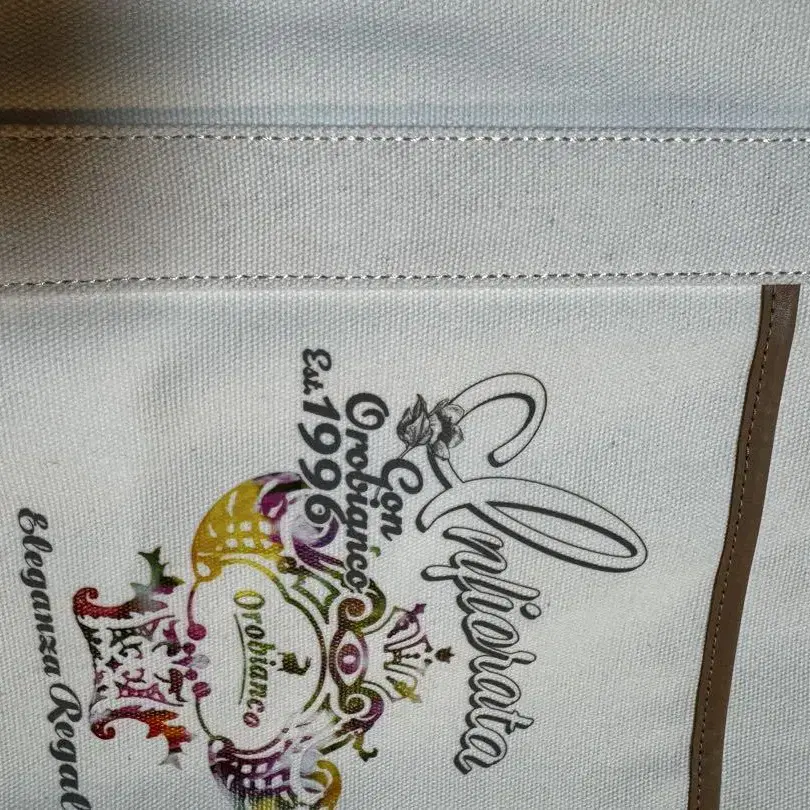 Infiorata
Con
Orobianco
Est. 1996
Orobianco
Eleganza Regal